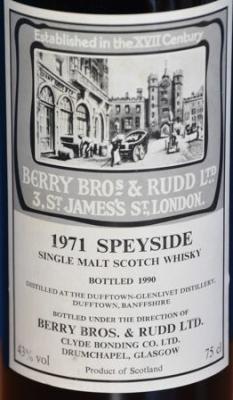 Established in the XVII Century
BERRY BROS & RUDD LTD
3, ST JAMES'S ST, LONDON.
1971 SPEYSIDE
SINGLE MALT SCOTCH WHISKY
BOTTLED 1990
DISTILLED AT THE DUFFTOWN-GLENLIVET DISTILLERY,
DUFFTOWN, BANFFSHIRE
BOTTLED UNDER THE DIRECTION OF
BERRY BROS. & RUDD LTD.
CLYDE BONDING CO. LTD.
DRUMCHAPEL, GLASGOW
43% vol 75 cl
Product of Scotland